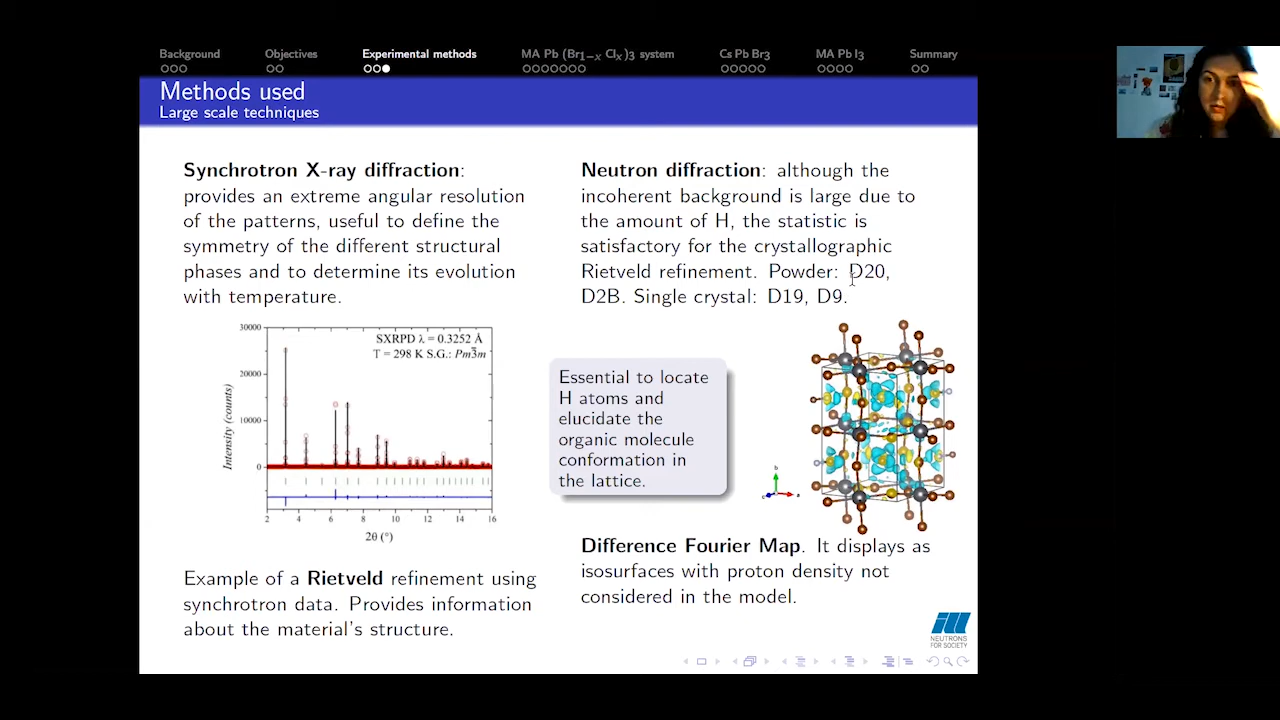 Background Objectives Experimental methods MA Pb (Br1−x Clx)3 system Cs Pb Br3 MA Pb I3 Summary
Methods used
Large scale techniques
Synchrotron X-ray diffraction:
provides an extreme angular resolution
of the patterns, useful to define the
symmetry of the different structural
phases and to determine its evolution
with temperature.
30000
20000
10000
0
Intensity (counts)
SXRPD λ = 0.3252 Å
T = 298 K S.G.: Pm3̄m
2 4 6 8 10 12 14 16
2θ (°)
Example of a Rietveld refinement using
synchrotron data. Provides information
about the material's structure.
Neutron diffraction: although the
incoherent background is large due to
the amount of H, the statistic is
satisfactory for the crystallographic
Rietveld refinement. Powder: D20,
D2B. Single crystal: D19, D9.
Essential to locate
H atoms and
elucidate the
organic molecule
conformation in
the lattice.
b
c a
Difference Fourier Map. It displays as
isosurfaces with proton density not
considered in the model.
NEUTRONS
FOR SOCIETY